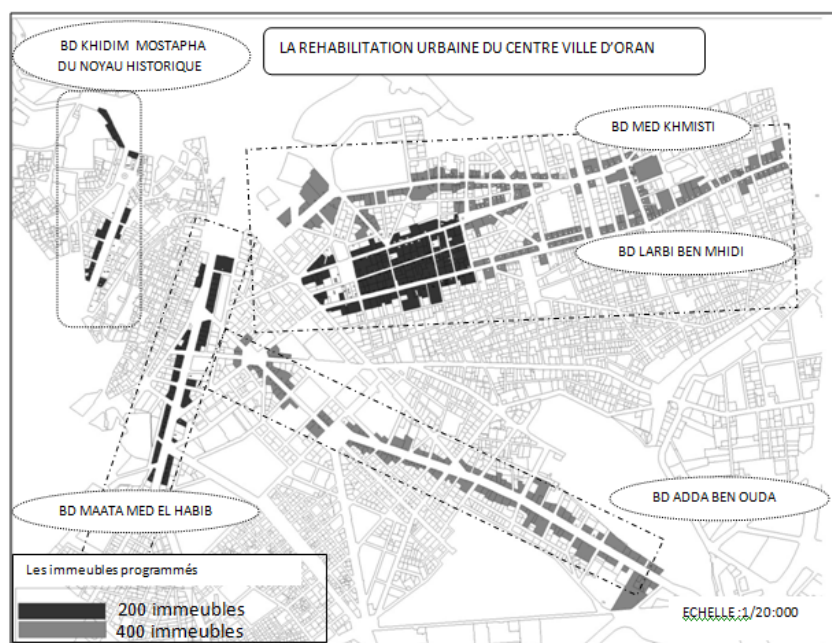 BD KHIDIM MOSTAPHA
DU NOYAU HISTORIQUE
LA REHABILITATION URBAINE DU CENTRE VILLE D'ORAN
BD MED KHMISTI
BD LARBI BEN MHIDI
BD ADDA BEN OUDA
BD MAATA MED EL HABIB
Les immeubles programmés
200 immeubles
400 immeubles
ECHELLE :1/20:000